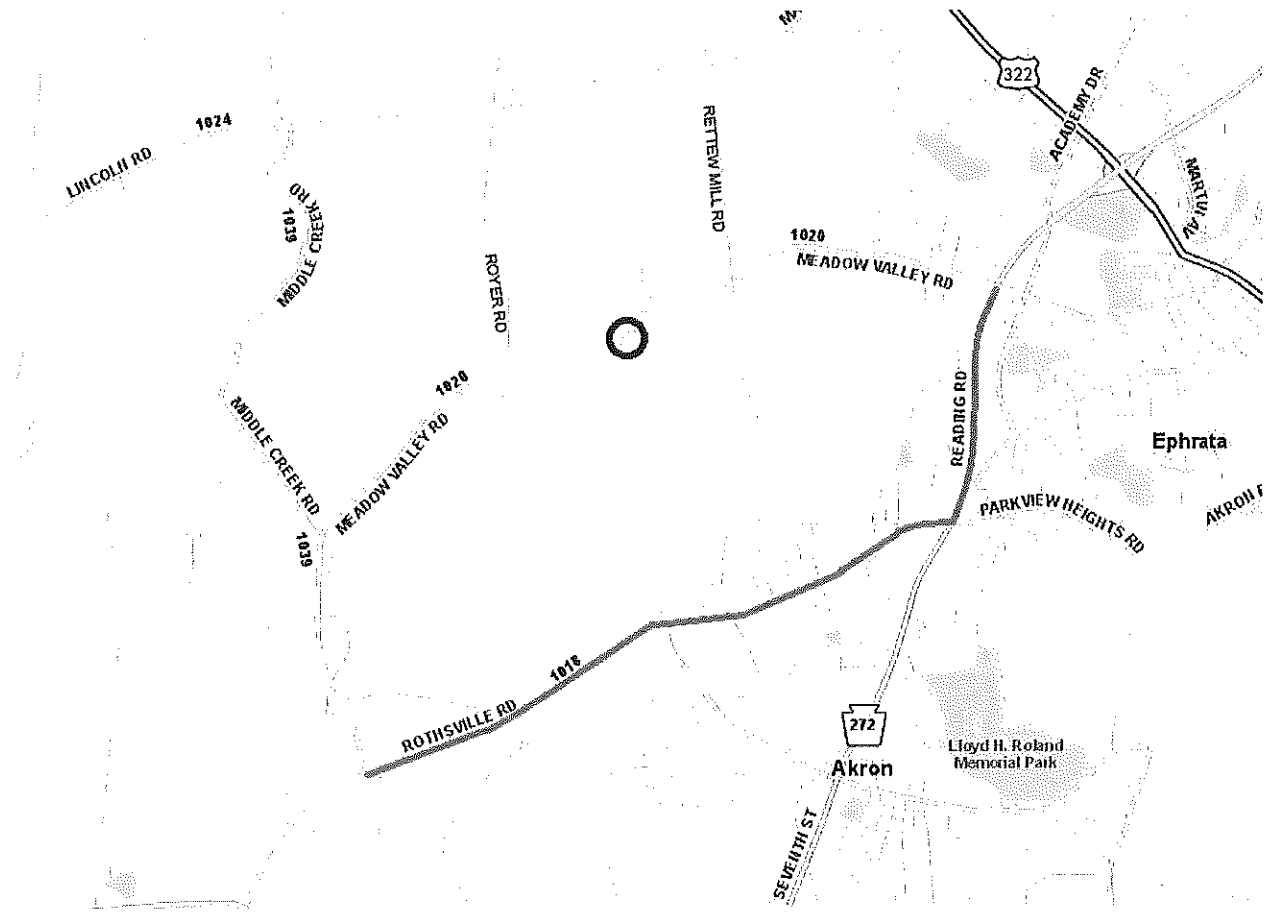 322
ACADEMY DR
1024
LINCOLN RD
RETTEW MILL RD
MIDDLE CREEK RD
1039
ROYER RD
1020
MEADOW VALLEY RD
1020
MEADOW VALLEY RD
MIDDLE CREEK RD
1039
READING RD
Ephrata
PARKVIEW HEIGHTS RD
1018
ROTHSVILLE RD
272
Akron
Lloyd H. Roland
Memorial Park
SEVENTH ST
AKRON